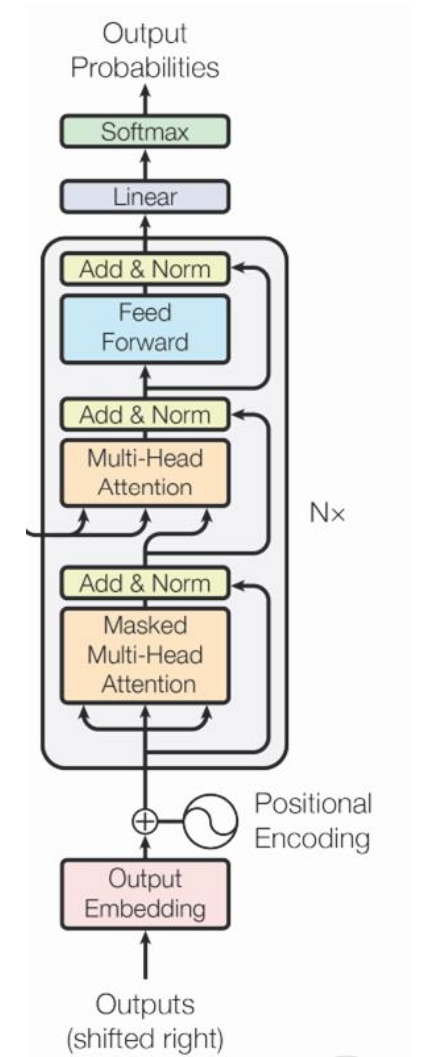 Output
Probabilities
Softmax
Linear
Add & Norm
Feed
Forward
Add & Norm
Multi-Head
Attention
N×
Add & Norm
Masked
Multi-Head
Attention
Positional
Encoding
Output
Embedding
Outputs
(shifted right)